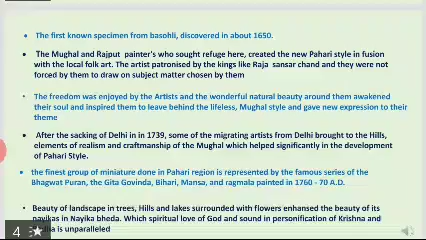 The first known specimen from basohli, discovered in about 1650.
The Mughal and Rajput painter's who sought refuge here, created the new Pahari style in fusion
with the local folk art. The artist patronised by the kings like Raja sansar chand and they were not
forced by them to draw on subject matter chosen by them
The freedom was enjoyed by the Artists and the wonderful natural beauty around them awakened
their soul and inspired them to leave behind the lifeless, Mughal style and gave new expression to their
theme
After the sacking of Delhi in in 1739, some of the migrating artists from Delhi brought to the Hills,
elements of realism and craftmanship of the Mughal which helped significantly in the development
of Pahari Style.
the finest group of miniature done in Pahari region is represented by the famous series of the
Bhagwat Puran, the Gita Govinda, Bihari, Mansa, and ragmala painted in 1760 - 70 A.D.
Beauty of landscape in trees, Hills and lakes surrounded with flowers enhansed the beauty of its
nayikas in Nayika bheda. Which spiritual love of God and sound in personification of Krishna and
is unparalleled
4